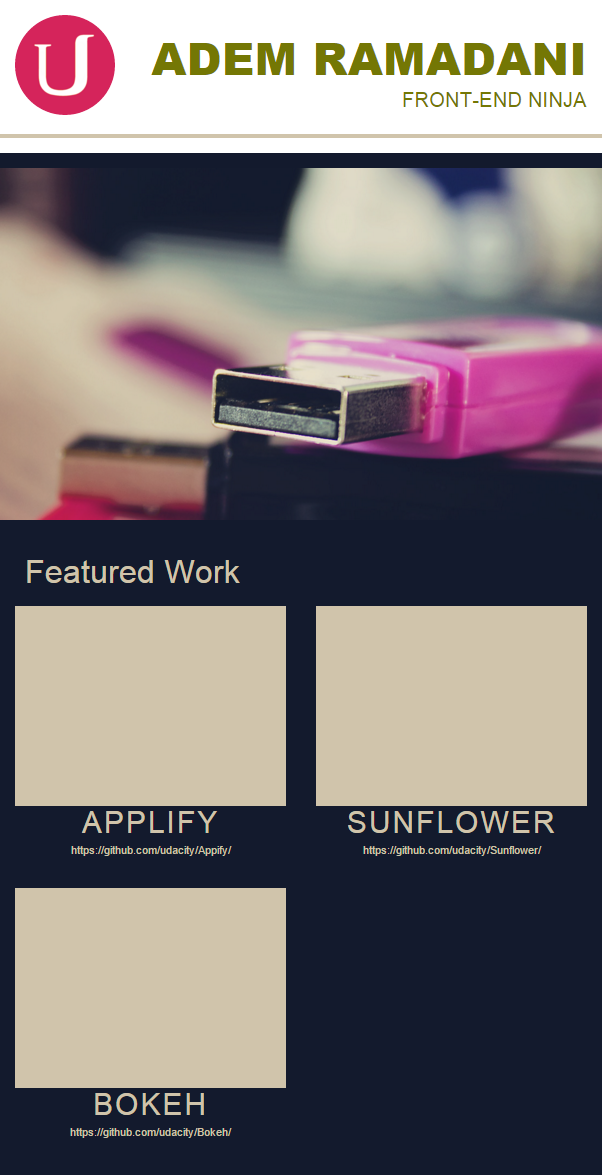 U
ADEM RAMADANI
FRONT-END NINJA
Featured Work
APPLIFY
https://github.com/udacity/Appify/
SUNFLOWER
https://github.com/udacity/Sunflower/
BOKEH
https://github.com/udacity/Bokeh/